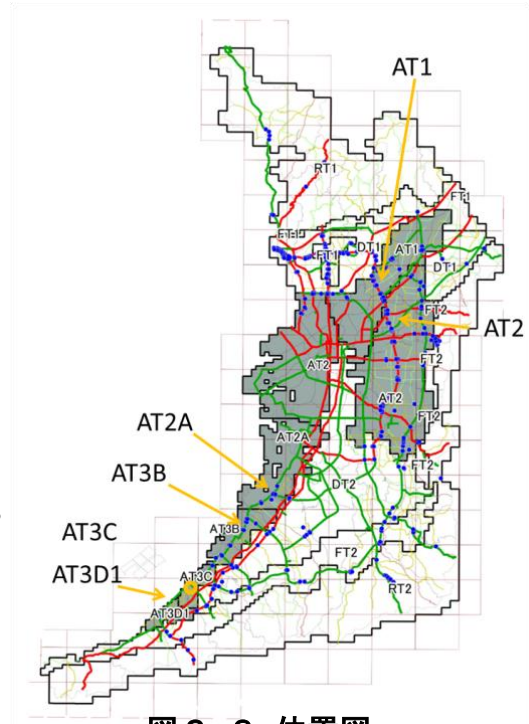 AT1
RT1
FT1
FT1
FT1
DT1
AT1
DT1
FT2
AT2
FT2
AT2
AT2
FT2
AT2A
AT2A
FT2
DT2
AT3B
AT3B
AT3C
FT2
AT3D1
AT3C
RT2
AT3D1